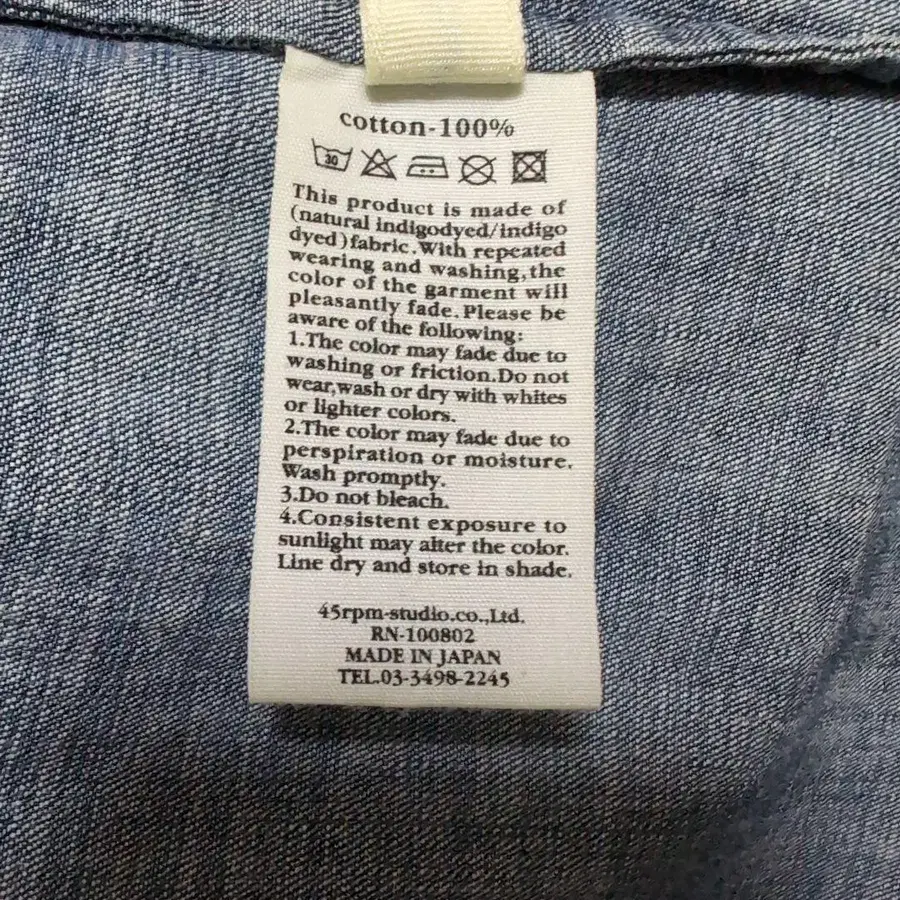 cotton-100%
30
This product is made of
(natural indigodyed/indigo
dyed)fabric.With repeated
wearing and washing,the
color of the garment will
pleasantly fade.Please be
aware of the following:
1.The color may fade due to
washing or friction.Do not
wear,wash or dry with whites
or lighter colors.
2.The color may fade due to
perspiration or moisture.
Wash promptly.
3.Do not bleach.
4.Consistent exposure to
sunlight may alter the color.
Line dry and store in shade.
45rpm-studio.co.,Ltd.
RN-100802
MADE IN JAPAN
TEL.03-3498-2245